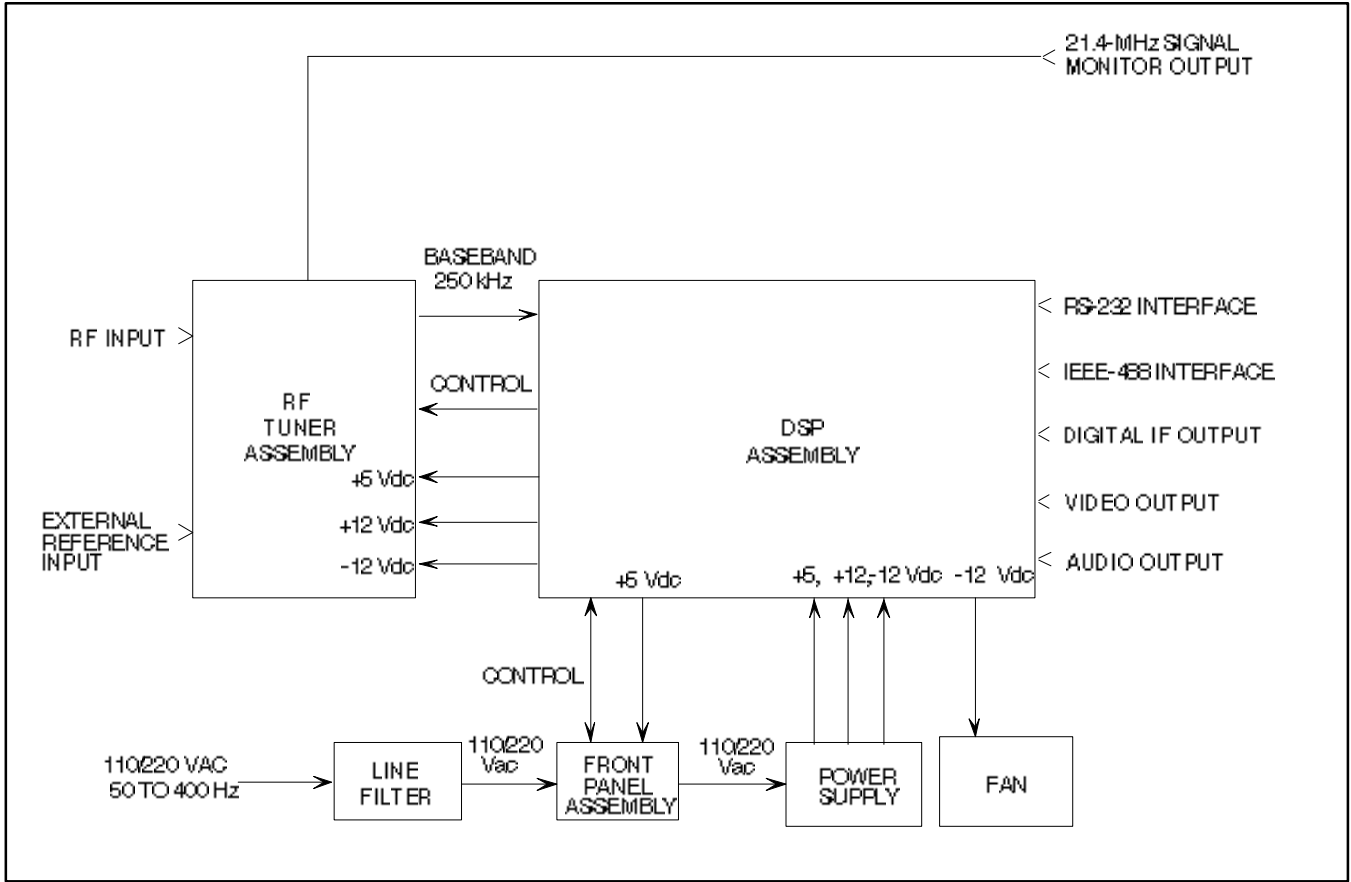 21.4-MHz SIGNAL
MONITOR OUTPUT
BASEBAND
250 kHz
RF INPUT
CONTROL
RF
TUNER
ASSEMBLY
+5 Vdc
EXTERNAL
REFERENCE
INPUT
+12 Vdc
-12 Vdc
DSP
ASSEMBLY
RS-232 INTERFACE
IEEE-488 INTERFACE
DIGITAL IF OUTPUT
VIDEO OUTPUT
AUDIO OUTPUT
+5 Vdc
+5, +12,-12 Vdc
-12 Vdc
CONTROL
110/220 VAC
50 TO 400 Hz
LINE
FILTER
110/220
Vac
FRONT
PANEL
ASSEMBLY
110/220
Vac
POWER
SUPPLY
FAN